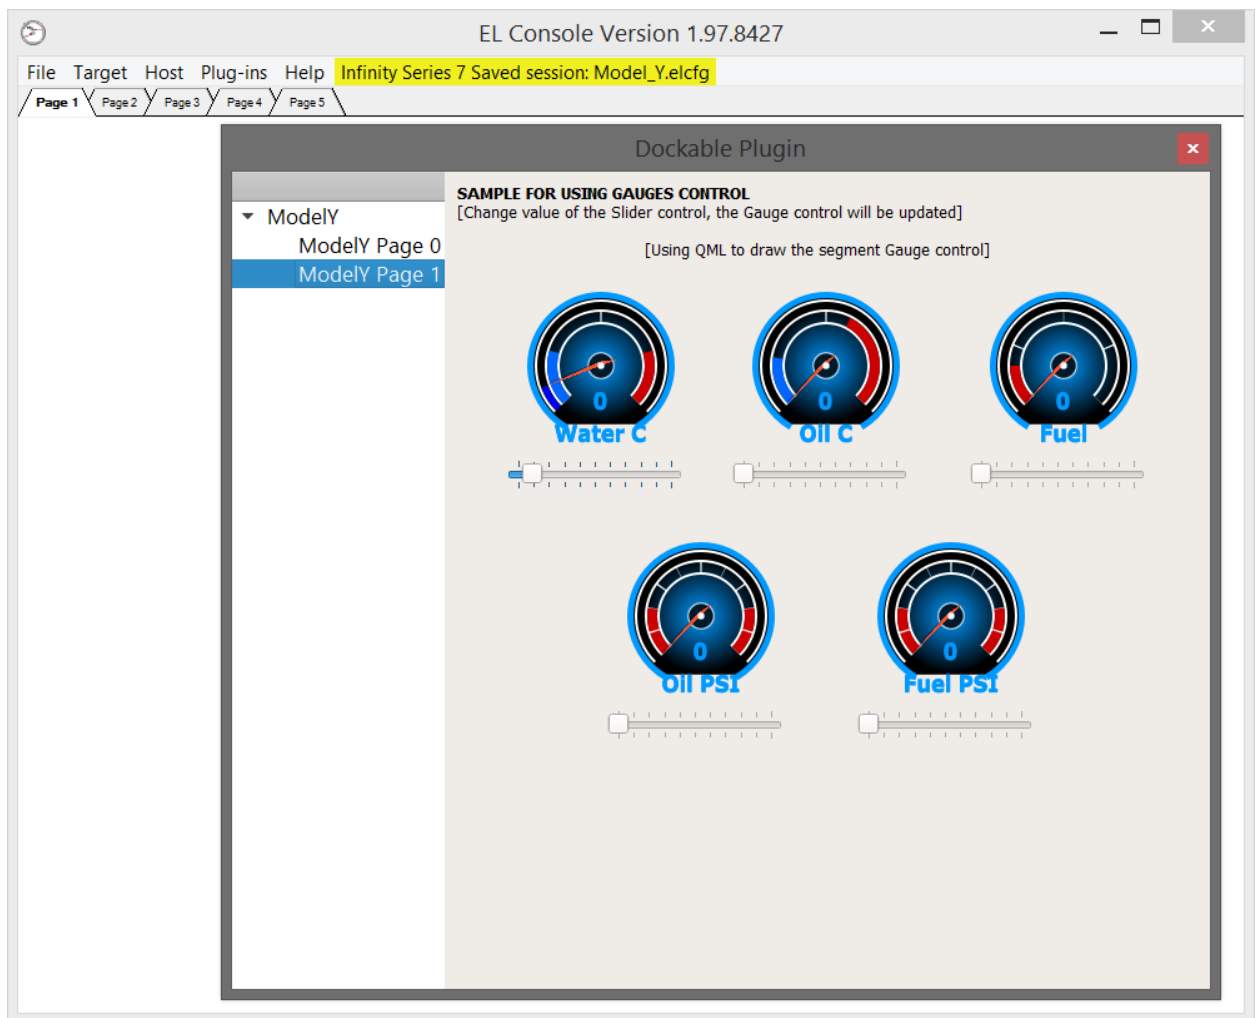 EL Console Version 1.97.8427
File Target Host Plug-ins Help Infinity Series 7 Saved session: Model_Y.elcfg
Page 1 Page 2 Page 3 Page 4 Page 5
Dockable Plugin
ModelY
ModelY Page 0
ModelY Page 1
SAMPLE FOR USING GAUGES CONTROL
[Change value of the Slider control, the Gauge control will be updated]
[Using QML to draw the segment Gauge control]
0 0 0
Water C Oil C Fuel
0 0
Oil PSI Fuel PSI